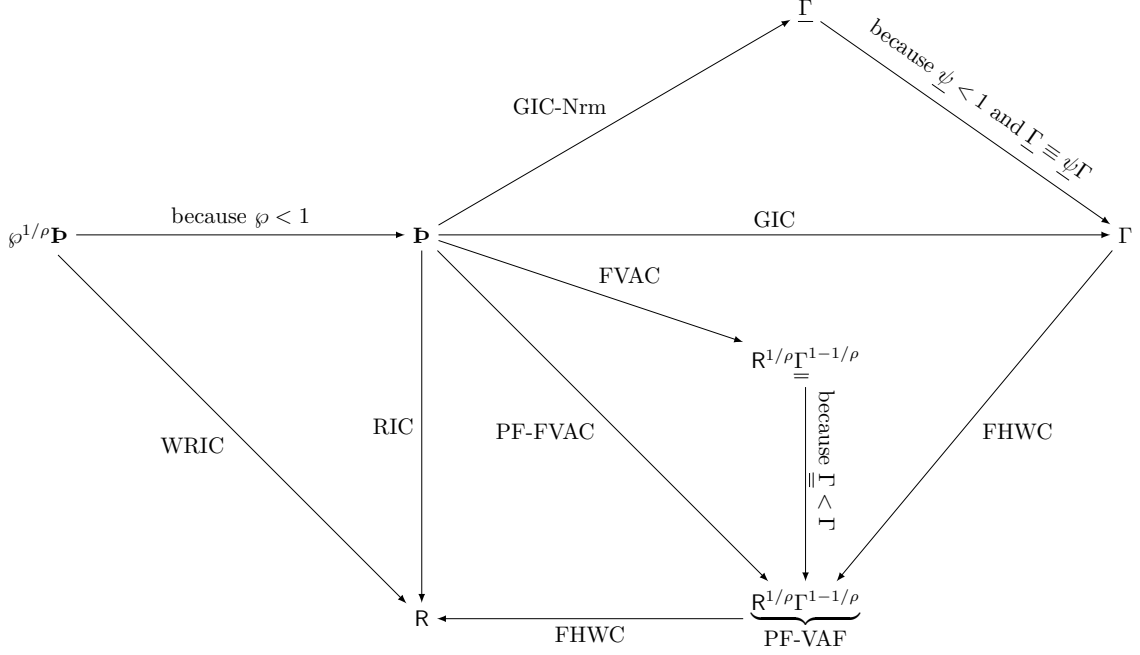 Γ̲
because ψ̲ < 1 and Γ̲ ≡ ψ̲Γ
GIC-Nrm
℘^{1/ρ}Þ
because ℘ < 1
Þ
GIC
Γ
FVAC
R^{1/ρ}Γ̳^{1−1/ρ}
because Γ̳ < Γ
WRIC
RIC
PF-FVAC
FHWC
R
FHWC
R^{1/ρ}Γ^{1−1/ρ}
PF-VAF